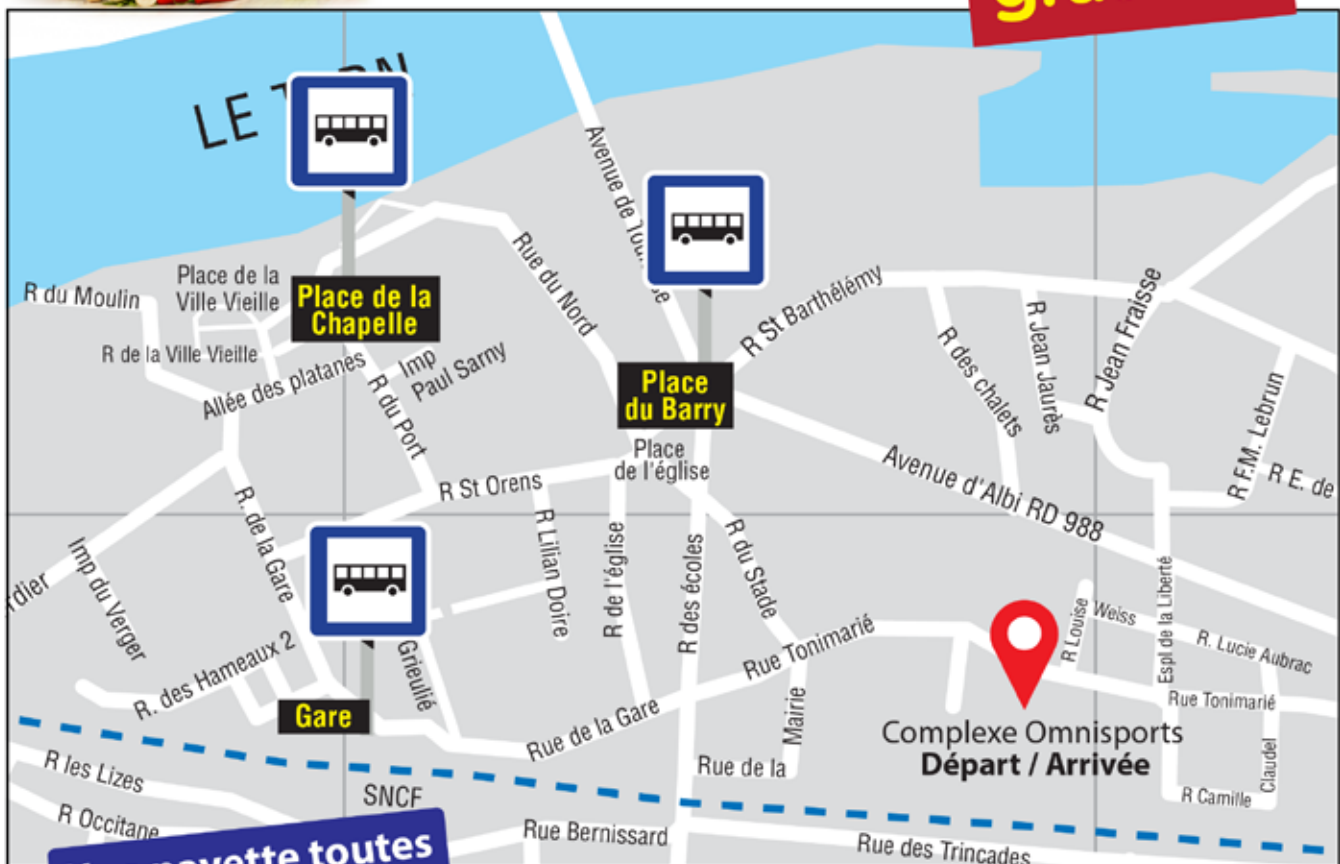 LE
Avenue de
Place de la
Ville Vieille
R du Moulin
Place de la
Chapelle
R de la Ville Vieille
Allée des platanes
Imp
Paul Sarny
R du Port
Rue du Nord
R St Barthélémy
R des chalets
R Jean Jaurès
R Jean Fraisse
R F.M. Lebrun
R E. de
Place
du Barry
Place
de l'église
R St Orens
Avenue d'Albi RD 988
R. de la Gare
Imp du Verger
R Lilian Doire
R de l'église
R des écoles
R du Stade
Rue Tonimarié
R Louise
Weiss
R. Lucie Aubrac
Espl de la Liberté
R. des Hameaux 2
Grieulié
Gare
Rue de la Gare
Mairie
Rue de la
Complexe Omnisports
Départ / Arrivée
Rue Tonimarié
Claudel
R Camille
R les Lizes
SNCF
R Occitane
navette toutes
Rue Bernissard
Rue des Trincades